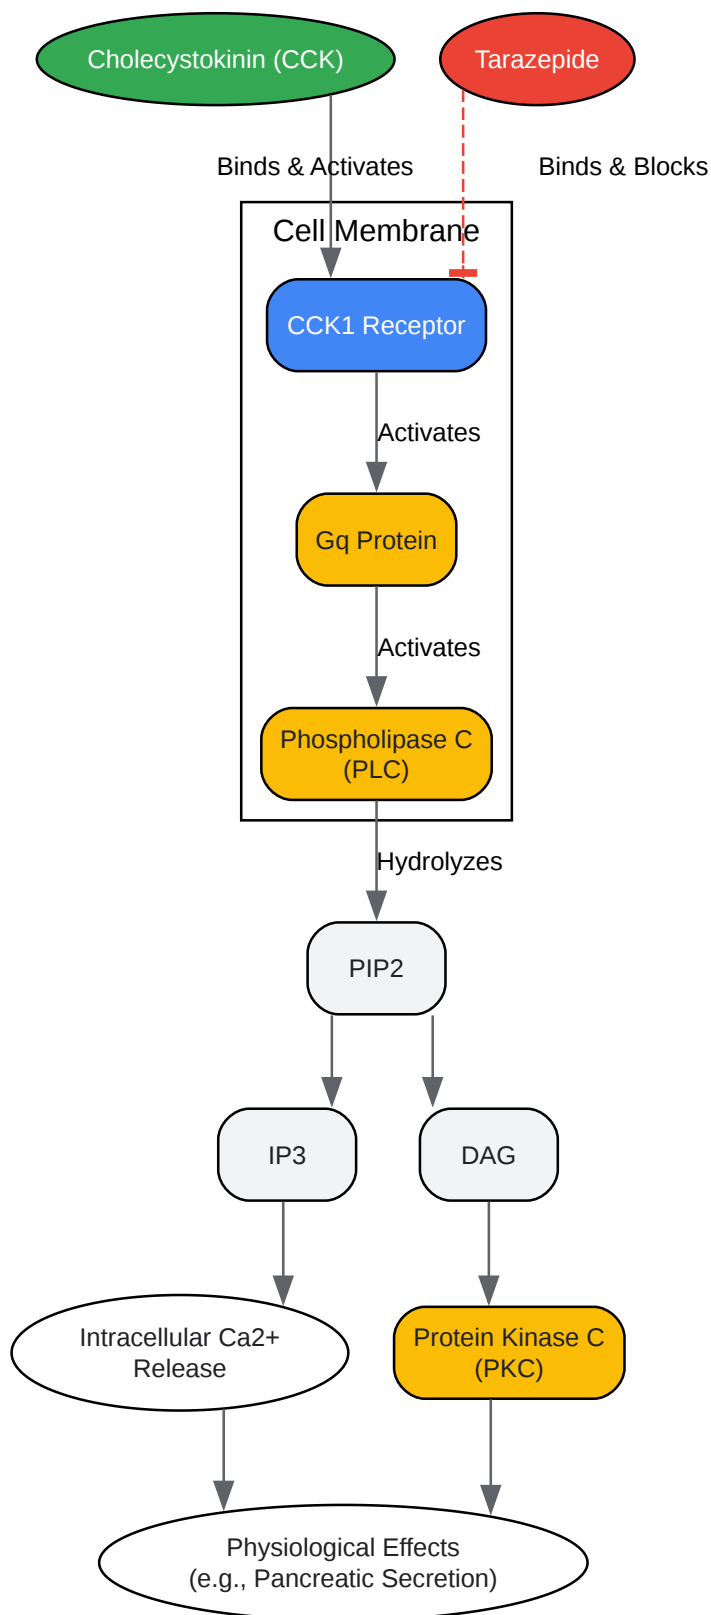 Cholecystokinin (CCK)
Tarazepide
Binds & Activates
Binds & Blocks
Cell Membrane
CCK1 Receptor
Activates
Gq Protein
Activates
Phospholipase C
(PLC)
Hydrolyzes
PIP2
IP3
DAG
Intracellular Ca2+
Release
Protein Kinase C
(PKC)
Physiological Effects
(e.g., Pancreatic Secretion)